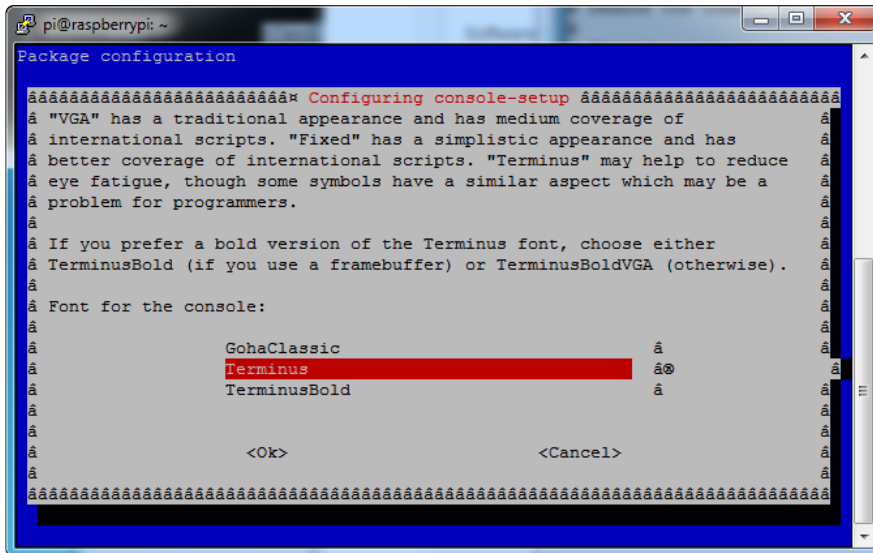 pi@raspberrypi: ~
Package configuration
âââââââââââââââââââââââââ¤ Configuring console-setup âââââââââââââââââââââââââ
â "VGA" has a traditional appearance and has medium coverage of â
â international scripts. "Fixed" has a simplistic appearance and has â
â better coverage of international scripts. "Terminus" may help to reduce â
â eye fatigue, though some symbols have a similar aspect which may be a â
â problem for programmers. â
â â
â If you prefer a bold version of the Terminus font, choose either â
â TerminusBold (if you use a framebuffer) or TerminusBoldVGA (otherwise). â
â â
â Font for the console: â
â â
â GohaClassic â â
â Terminus â® â
â TerminusBold â â
â â
â â
â <Ok> <Cancel> â
â â
âââââââââââââââââââââââââââââââââââââââââââââââââââââââââââââââââââââââââââââ